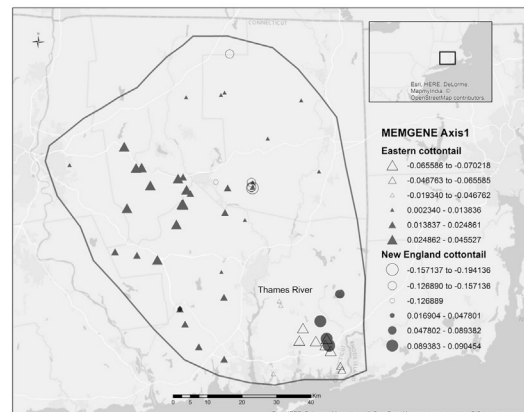 CONNECTICUT
Esri, HERE, DeLorme,
MapmyIndia, ©
OpenStreetMap contributors
MEMGENE Axis1
Eastern cottontail
-0.065586 to -0.070218
-0.046763 to -0.065585
-0.019340 to -0.046762
0.002340 - 0.013836
0.013837 - 0.024861
0.024862 - 0.045527
New England cottontail
-0.157137 to -0.194136
-0.126890 to -0.157136
-0.126889
0.016904 - 0.047801
0.047802 - 0.089382
0.089383 - 0.090454
Thames River
0 5 10 20 30 40
Km